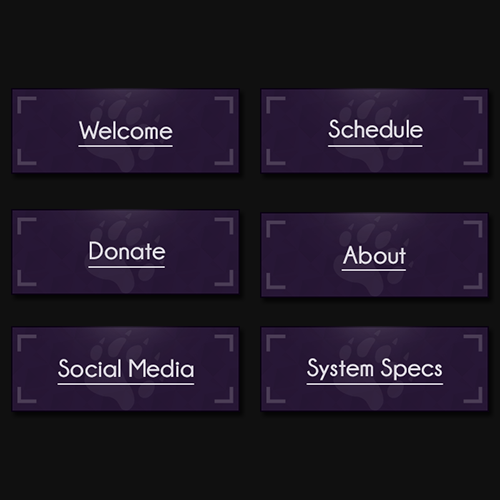 Welcome
Schedule
Donate
About
Social Media
System Specs